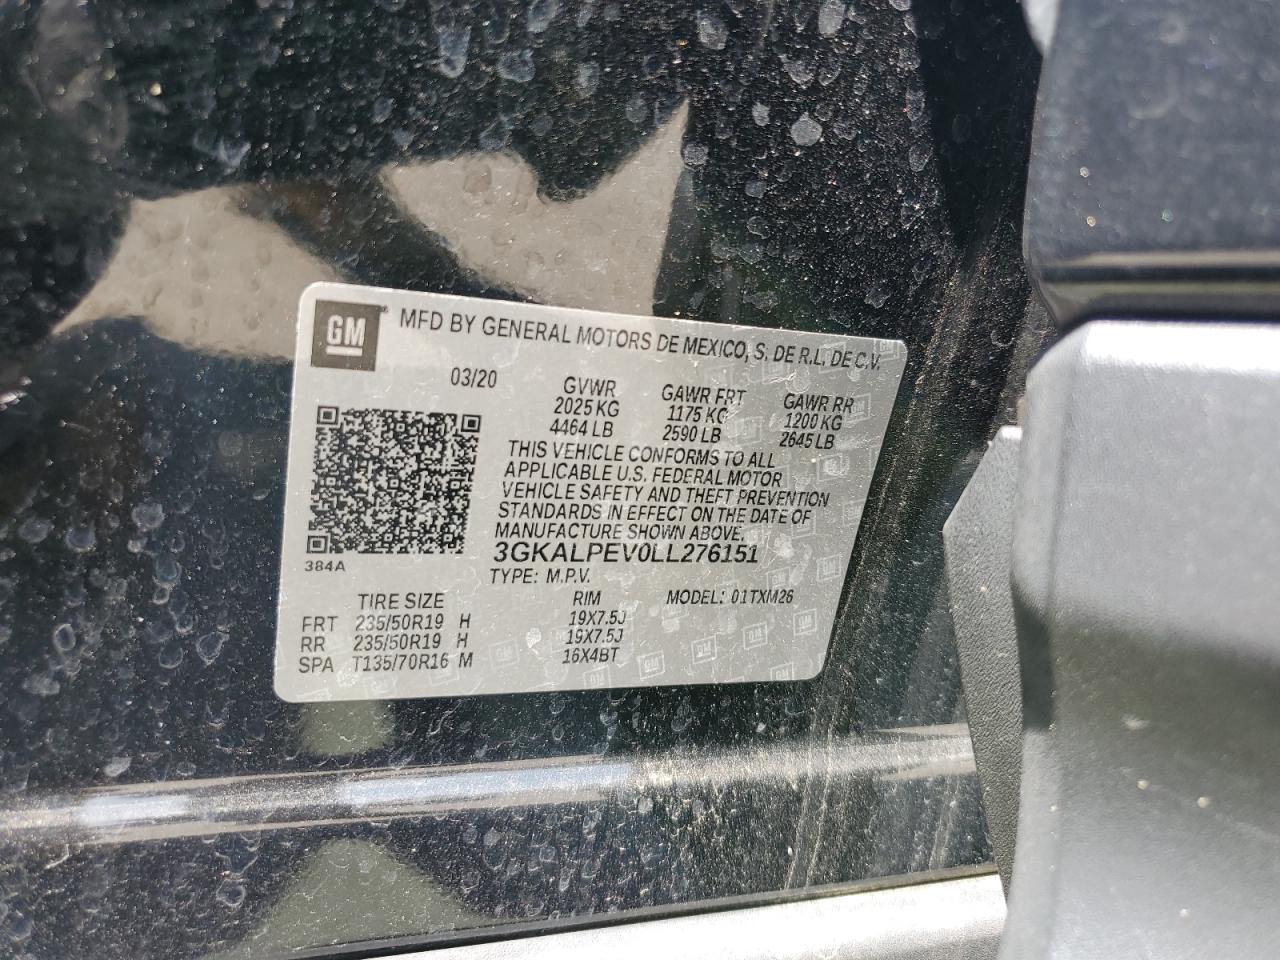 GM MFD BY GENERAL MOTORS DE MEXICO, S. DE R.L. DE C.V.
03/20 GVWR GAWR FRT GAWR RR
2025 KG 1175 KG 1200 KG
4464 LB 2590 LB 2645 LB
THIS VEHICLE CONFORMS TO ALL
APPLICABLE U.S. FEDERAL MOTOR
VEHICLE SAFETY AND THEFT PREVENTION
STANDARDS IN EFFECT ON THE DATE OF
MANUFACTURE SHOWN ABOVE.
3GKALPEV0LL276151
384A
TYPE: M.P.V.
TIRE SIZE RIM MODEL: 01TXM26
FRT 235/50R19 H 19X7.5J
RR 235/50R19 H 19X7.5J
SPA T135/70R16 M 16X4BT